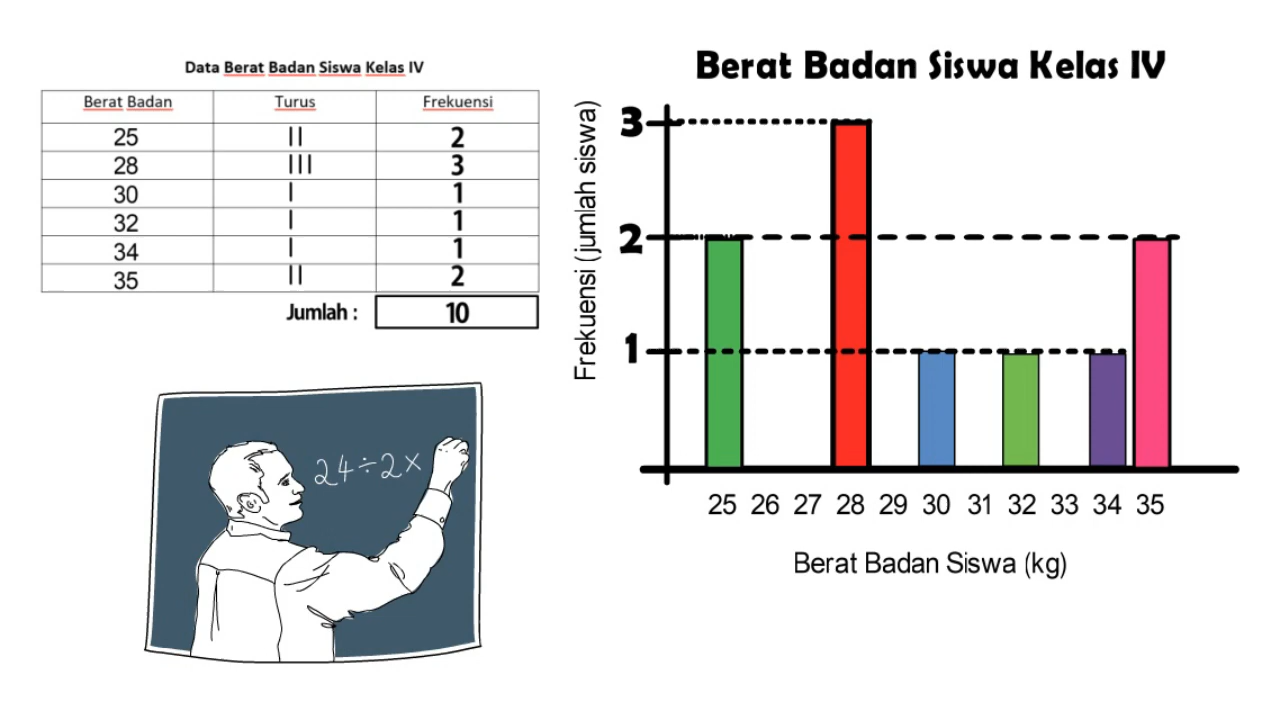 Data Berat Badan Siswa Kelas IV
Berat Badan Turus Frekuensi
25 II 2
28 III 3
30 I 1
32 I 1
34 I 1
35 II 2
Jumlah : 10
24÷2×
Berat Badan Siswa Kelas IV
Frekuensi (jumlah siswa)
3
2
1
25 26 27 28 29 30 31 32 33 34 35
Berat Badan Siswa (kg)